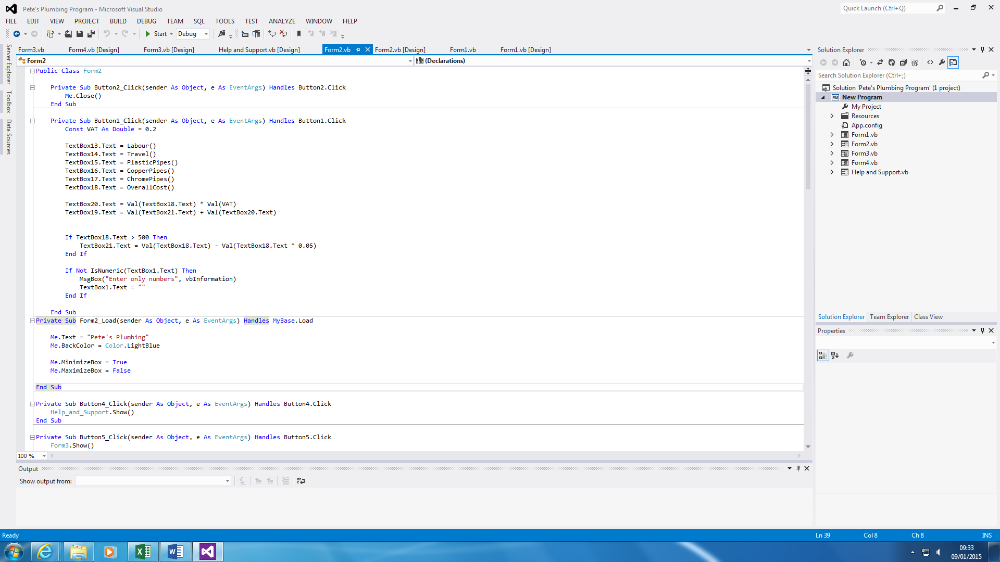 Pete's Plumbing Program - Microsoft Visual Studio
Quick Launch (Ctrl+Q)
FILE EDIT VIEW PROJECT BUILD DEBUG TEAM SQL TOOLS TEST ANALYZE WINDOW HELP
Start Debug
Server Explorer
Toolbox
Data Sources
Form3.vb Form4.vb [Design] Form3.vb [Design] Help and Support.vb [Design] Form2.vb Form2.vb [Design] Form1.vb Form1.vb [Design]
Form2 (Declarations)
Public Class Form2
Private Sub Button2_Click(sender As Object, e As EventArgs) Handles Button2.Click
Me.Close()
End Sub
Private Sub Button1_Click(sender As Object, e As EventArgs) Handles Button1.Click
Const VAT As Double = 0.2
TextBox13.Text = Labour()
TextBox14.Text = Travel()
TextBox15.Text = PlasticPipes()
TextBox16.Text = CopperPipes()
TextBox17.Text = ChromePipes()
TextBox18.Text = OverallCost()
TextBox20.Text = Val(TextBox18.Text) * Val(VAT)
TextBox19.Text = Val(TextBox21.Text) + Val(TextBox20.Text)
If TextBox18.Text > 500 Then
TextBox21.Text = Val(TextBox18.Text) - Val(TextBox18.Text * 0.05)
End If
If Not IsNumeric(TextBox1.Text) Then
MsgBox("Enter only numbers", vbInformation)
TextBox1.Text = ""
End If
End Sub
Private Sub Form2_Load(sender As Object, e As EventArgs) Handles MyBase.Load
Me.Text = "Pete's Plumbing"
Me.BackColor = Color.LightBlue
Me.MinimizeBox = True
Me.MaximizeBox = False
End Sub
Private Sub Button4_Click(sender As Object, e As EventArgs) Handles Button4.Click
Help_and_Support.Show()
End Sub
Private Sub Button5_Click(sender As Object, e As EventArgs) Handles Button5.Click
Form3.Show()
100 %
Output
Show output from:
Solution Explorer
Search Solution Explorer (Ctrl+;)
Solution 'Pete's Plumbing Program' (1 project)
VB New Program
My Project
Resources
App.config
Form1.vb
Form2.vb
Form3.vb
Form4.vb
Help and Support.vb
Solution Explorer Team Explorer Class View
Properties
Ready Ln 39 Col 8 Ch 8 INS
09:33
09/01/2015